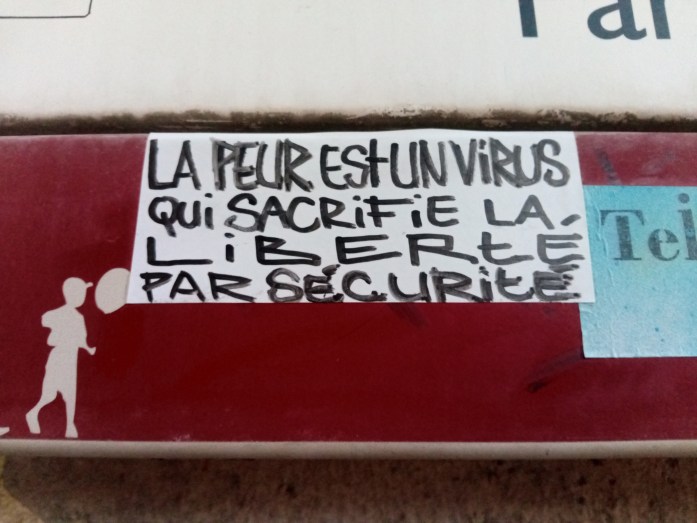 LA PEUR EST UN ViRUS
QUi SACRiFiE LA
LiBERtÉ
PAR SÉCURitÉ